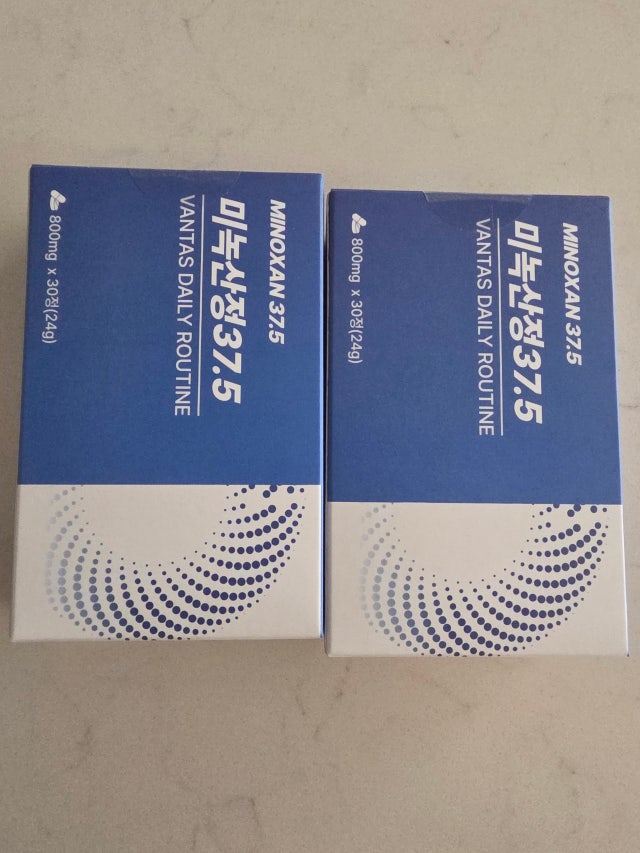 MINOXAN 37.5
미녹산정37.5
VANTAS DAILY ROUTINE
800mg x 30정(24g)
MINOXAN 37.5
미녹산정37.5
VANTAS DAILY ROUTINE
800mg x 30정(24g)